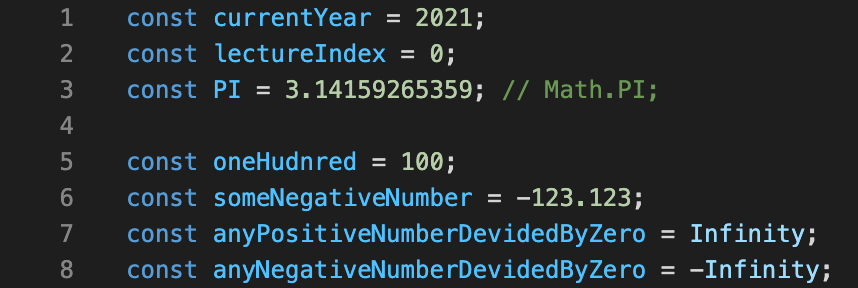 1 const currentYear = 2021;
2 const lectureIndex = 0;
3 const PI = 3.14159265359; // Math.PI;
4
5 const oneHudnred = 100;
6 const someNegativeNumber = -123.123;
7 const anyPositiveNumberDevidedByZero = Infinity;
8 const anyNegativeNumberDevidedByZero = -Infinity;